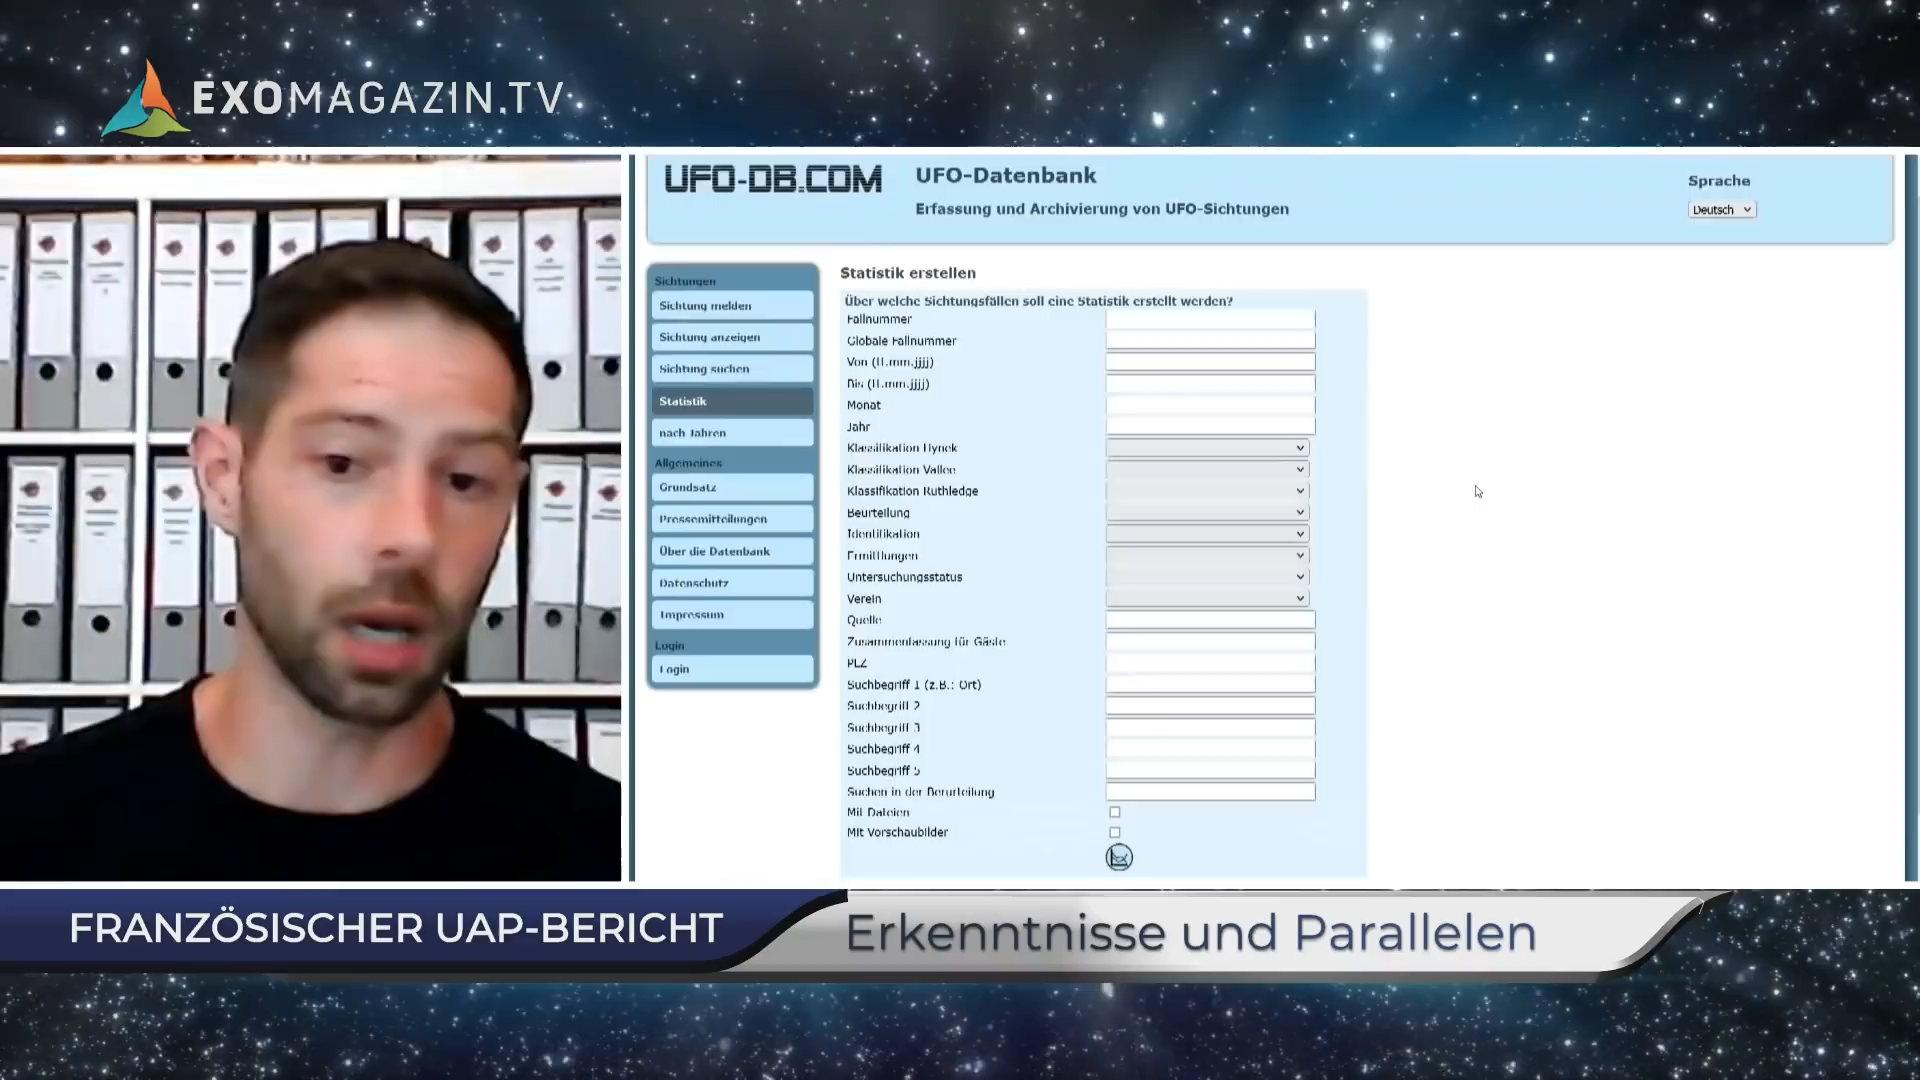 EXOMAGAZIN.TV
UFO-DB.COM
UFO-Datenbank
Erfassung und Archivierung von UFO-Sichtungen
Sprache
Deutsch
Sichtungen
Sichtung melden
Sichtung anzeigen
Sichtung suchen
Statistik
nach Jahren
Allgemeines
Grundsatz
Pressemitteilungen
Über die Datenbank
Datenschutz
Impressum
Login
Login
Statistik erstellen
Über welche Sichtungsfällen soll eine Statistik erstellt werden?
Fallnummer
Globale Fallnummer
Von (tt.mm.jjjj)
Bis (tt.mm.jjjj)
Monat
Jahr
Klassifikation Hynek
Klassifikation Vallee
Klassifikation Ruthledge
Beurteilung
Identifikation
Ermittlungen
Untersuchungsstatus
Verein
Quelle
Zusammenfassung für Gäste
PLZ
Suchbegriff 1 (z.B.: Ort)
Suchbegriff 2
Suchbegriff 3
Suchbegriff 4
Suchbegriff 5
Suchen in der Berurteilung
Mit Dateien
Mit Vorschaubilder
FRANZÖSISCHER UAP-BERICHT
Erkenntnisse und Parallelen